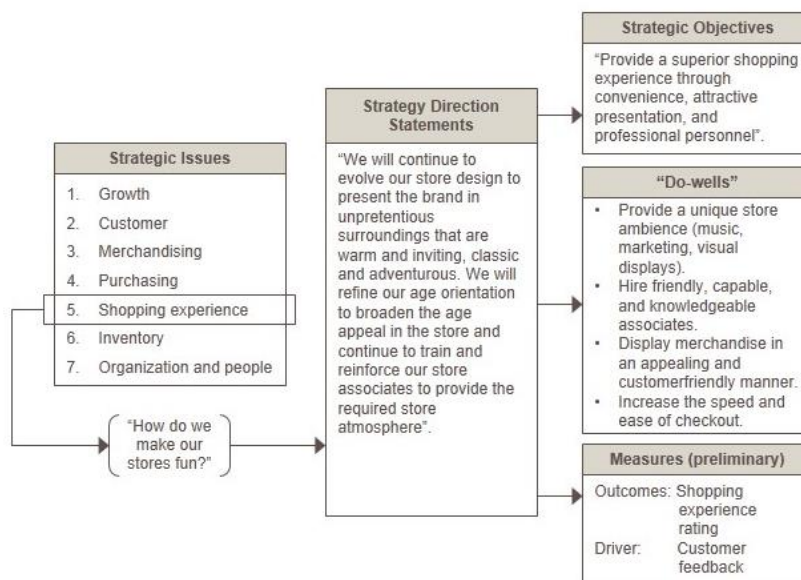 Strategic Issues
1. Growth
2. Customer
3. Merchandising
4. Purchasing
5. Shopping experience
6. Inventory
7. Organization and people
“How do we
make our
stores fun?”
Strategy Direction
Statements
“We will continue to
evolve our store design to
present the brand in
unpretentious
surroundings that are
warm and inviting, classic
and adventurous. We will
refine our age orientation
to broaden the age
appeal in the store and
continue to train and
reinforce our store
associates to provide the
required store
atmosphere”.
Strategic Objectives
“Provide a superior shopping
experience through
convenience, attractive
presentation, and
professional personnel”.
“Do-wells”
• Provide a unique store
ambience (music,
marketing, visual
displays).
• Hire friendly, capable,
and knowledgeable
associates.
• Display merchandise in
an appealing and
customerfriendly manner.
• Increase the speed and
ease of checkout.
Measures (preliminary)
Outcomes: Shopping
experience
rating
Driver: Customer
feedback